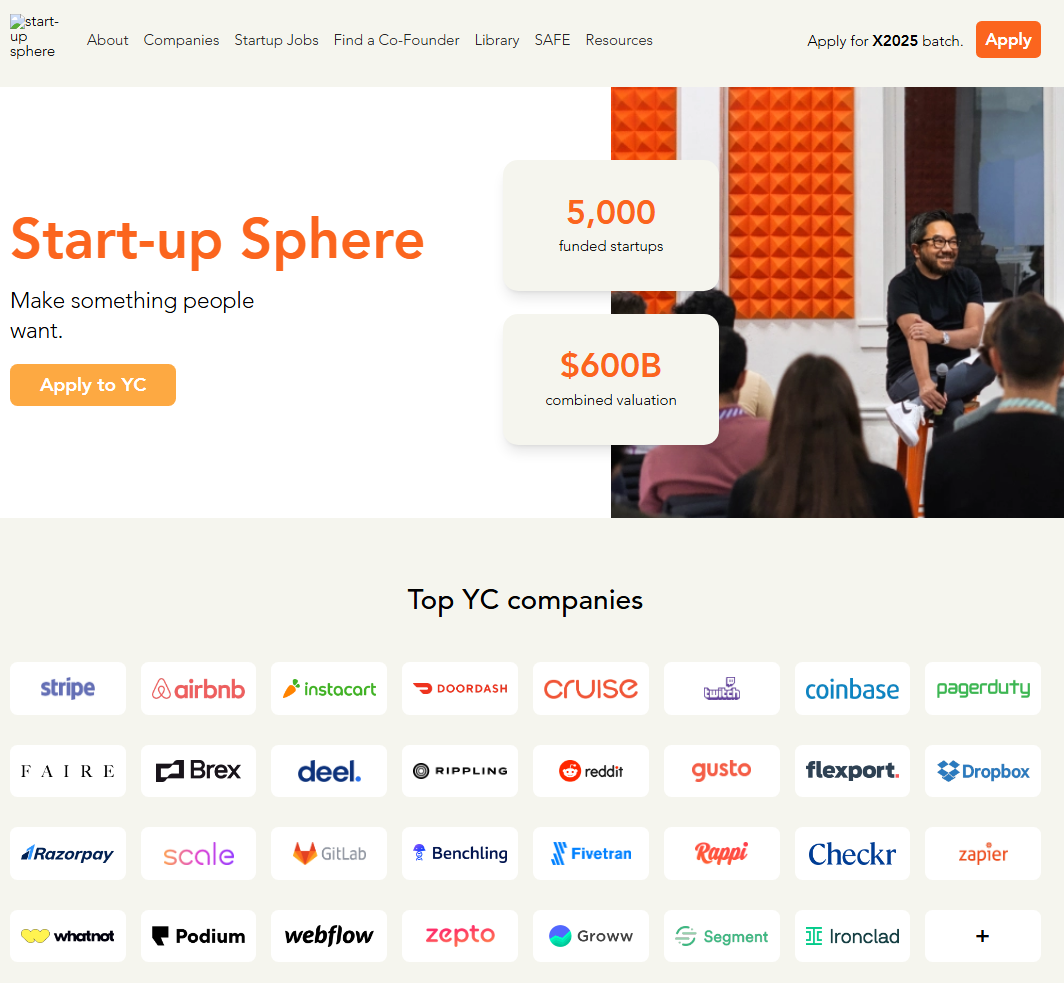 start-
up
sphere
About Companies Startup Jobs Find a Co-Founder Library SAFE Resources
Apply for X2025 batch. Apply
5,000
funded startups
Start-up Sphere
Make something people
want.
$600B
combined valuation
Apply to YC
Top YC companies
stripe airbnb instacart DOORDASH cruise twitch coinbase pagerduty
FAIRE Brex deel. RIPPLING reddit gusto flexport. Dropbox
Razorpay scale GitLab Benchling Fivetran Rappi Checkr zapier
whatnot Podium webflow zepto Groww Segment Ironclad +